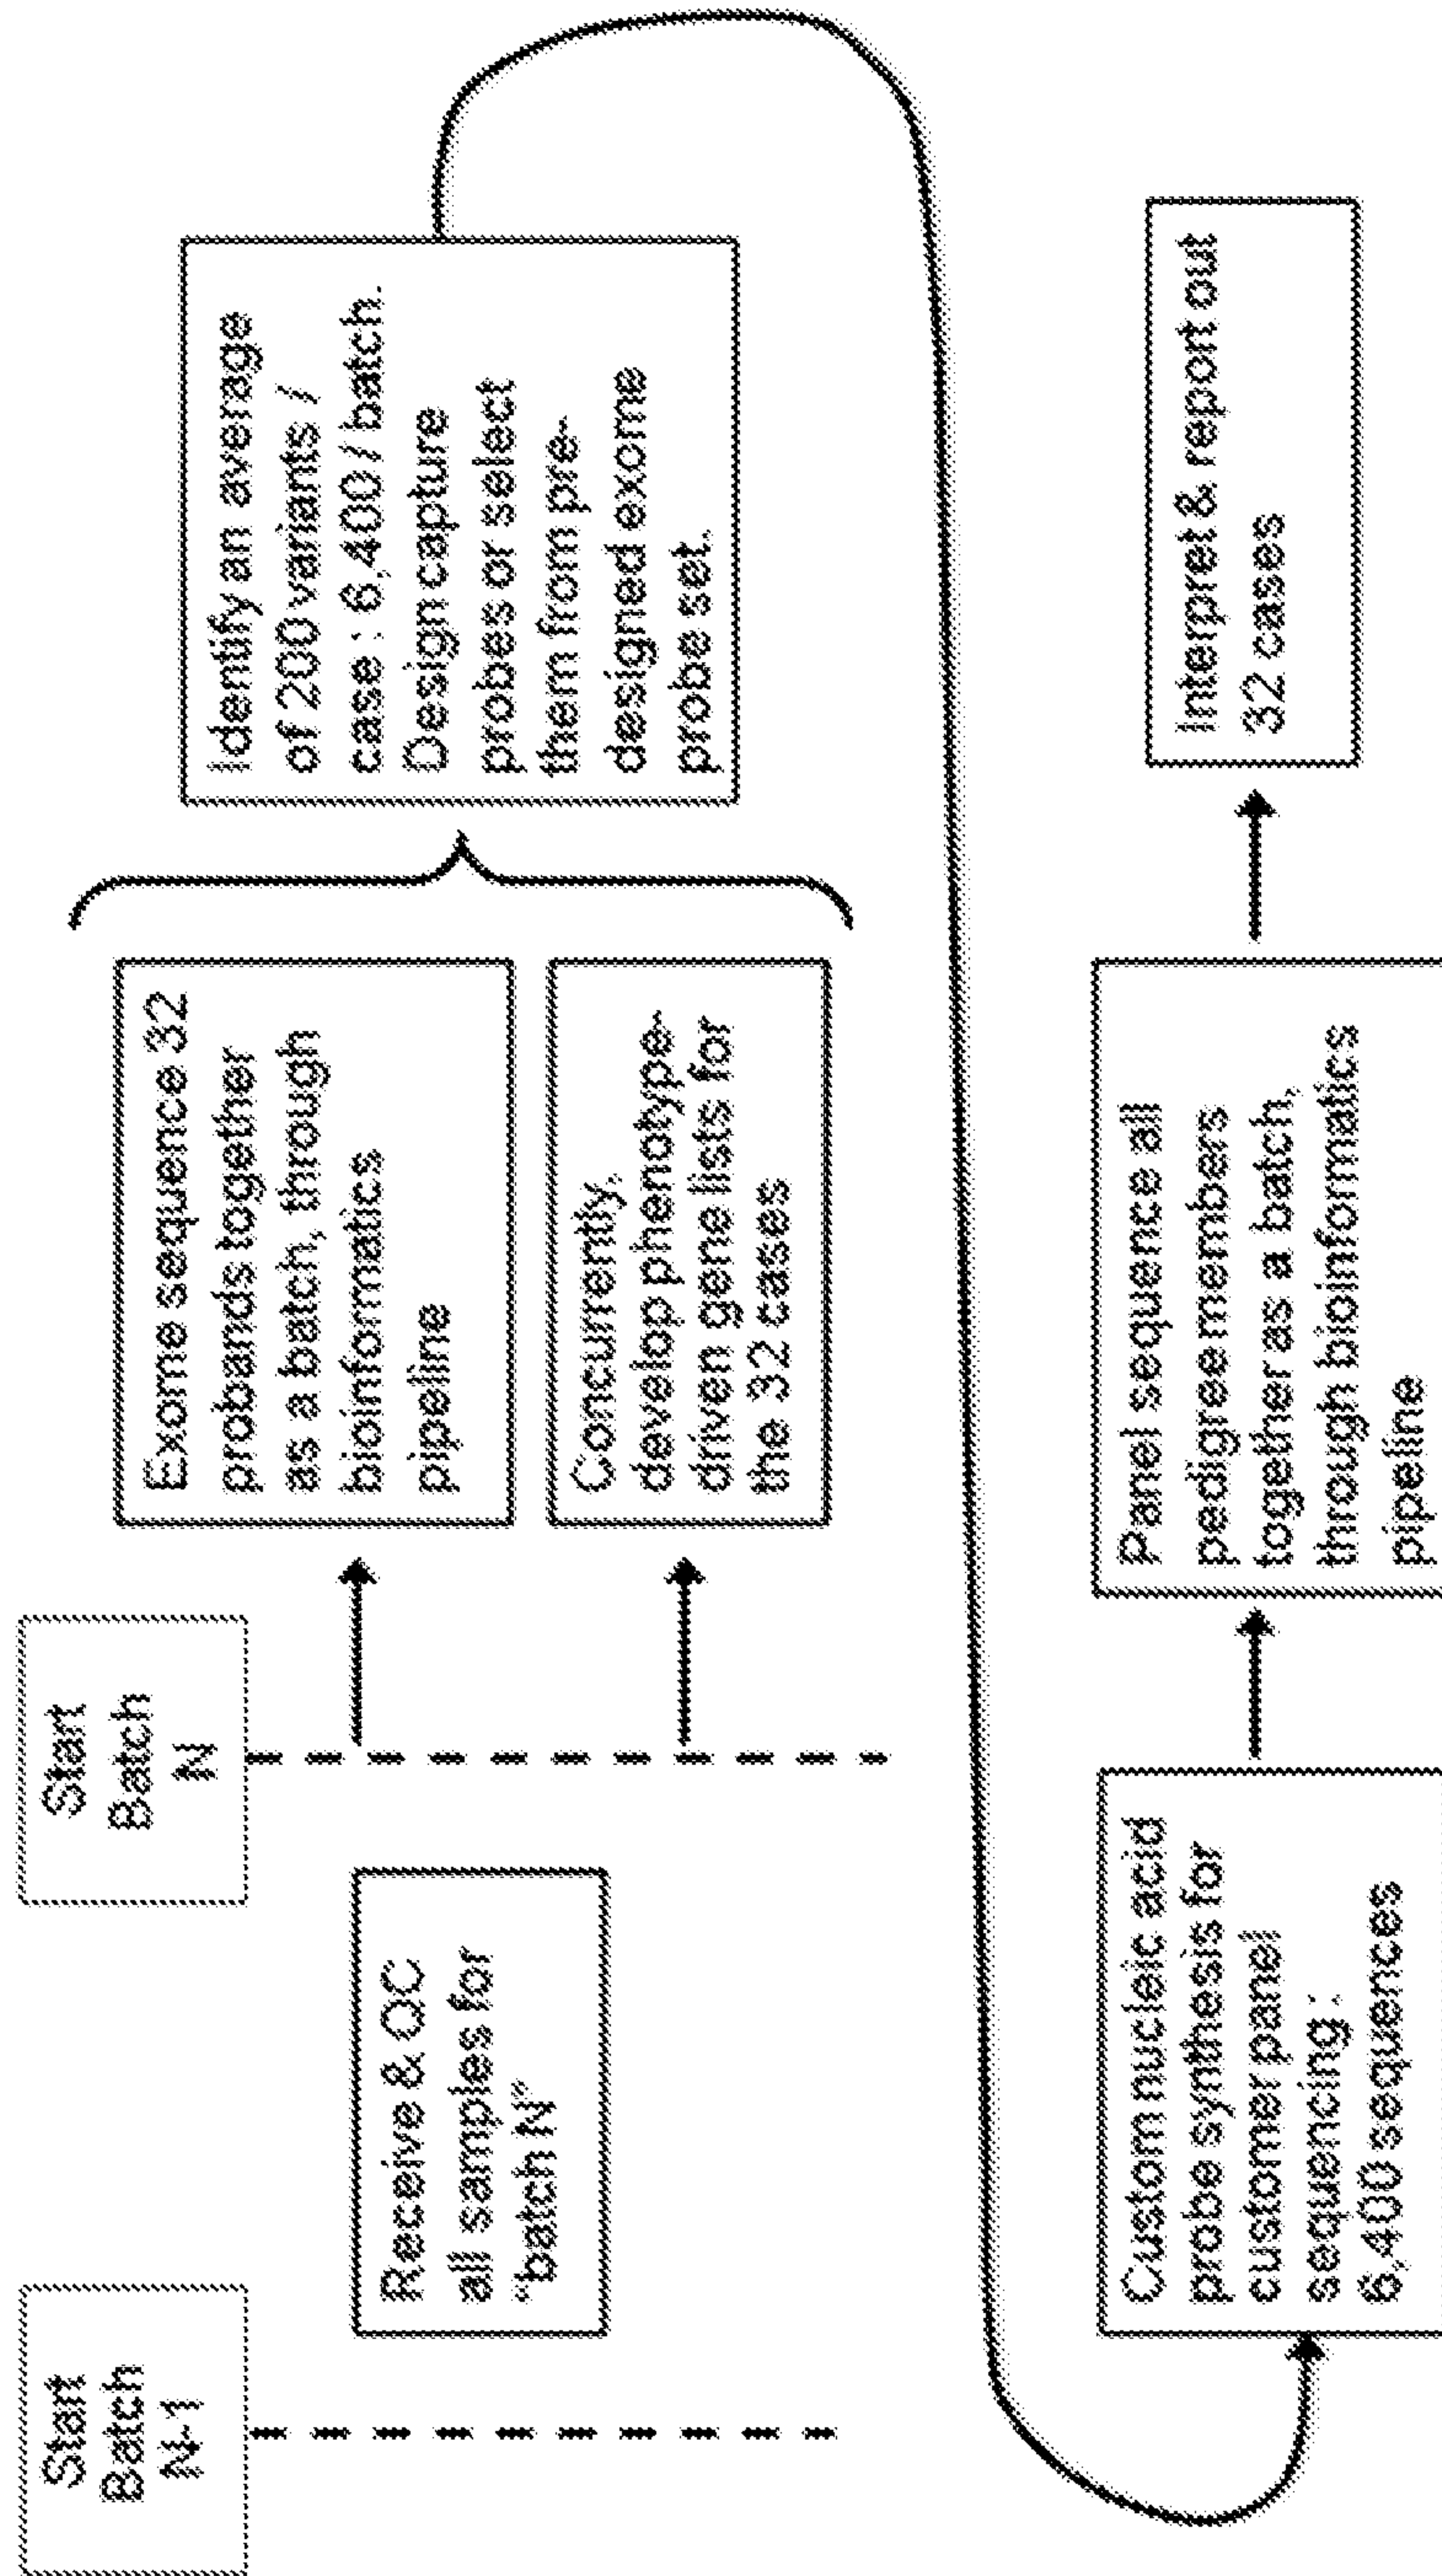 Start
Batch
N-1
Receive & QC
all samples for
"batch N"
Start
Batch
N
Exome sequence 32
probands together
as a batch, through
bioinformatics
pipeline
Concurrently,
develop phenotype-
driven gene lists for
the 32 cases
Identify an average
of 200 variants /
case : 6,400 / batch.
Design capture
probes or select
them from pre-
designed exome
probe set.
Custom nucleic acid
probe synthesis for
customer panel
sequencing :
6,400 sequences
Panel sequence all
pedigree members
together as a batch,
through bioinformatics
pipeline
Interpret & report out
32 cases